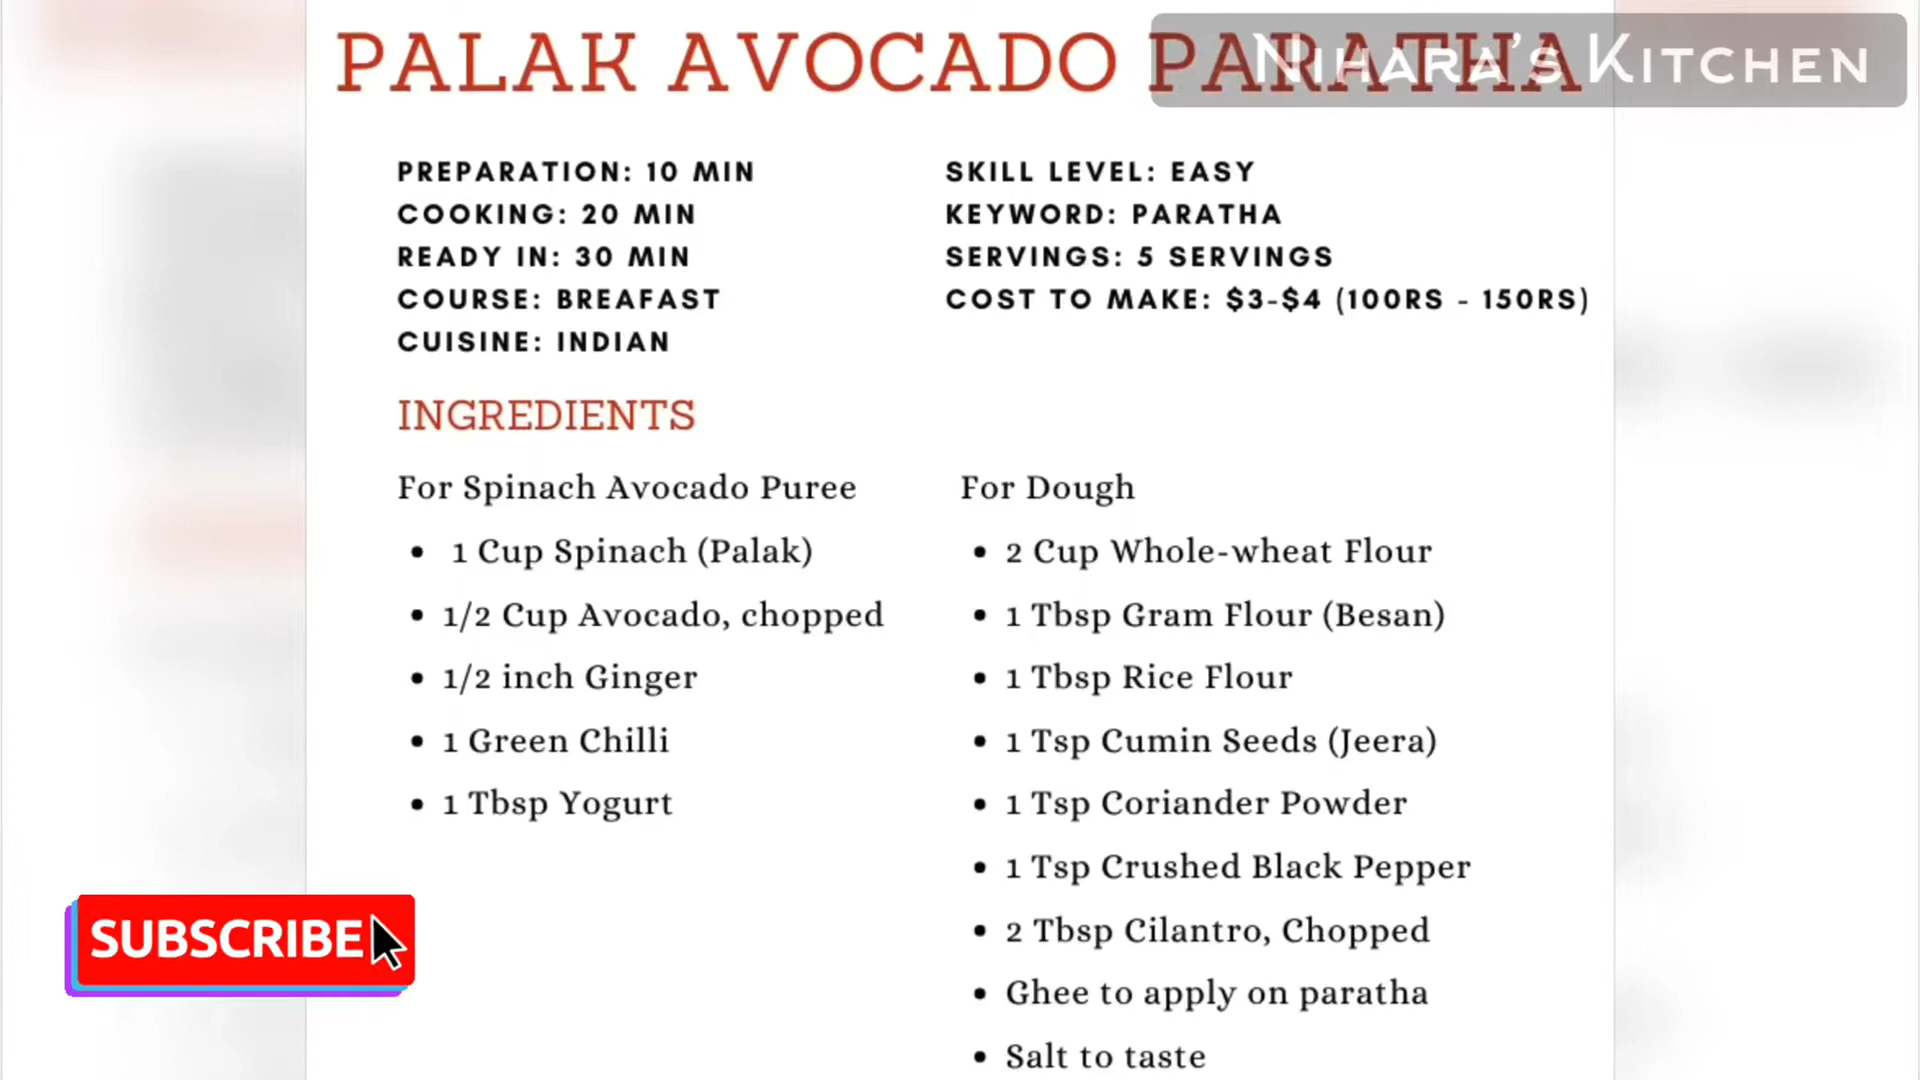 PALAK AVOCADO PARATHA
NIHARA'S KITCHEN
PREPARATION: 10 MIN
COOKING: 20 MIN
READY IN: 30 MIN
COURSE: BREAFAST
CUISINE: INDIAN
SKILL LEVEL: EASY
KEYWORD: PARATHA
SERVINGS: 5 SERVINGS
COST TO MAKE: $3-$4 (100RS - 150RS)
INGREDIENTS
For Spinach Avocado Puree
• 1 Cup Spinach (Palak)
• 1/2 Cup Avocado, chopped
• 1/2 inch Ginger
• 1 Green Chilli
• 1 Tbsp Yogurt
For Dough
• 2 Cup Whole-wheat Flour
• 1 Tbsp Gram Flour (Besan)
• 1 Tbsp Rice Flour
• 1 Tsp Cumin Seeds (Jeera)
• 1 Tsp Coriander Powder
• 1 Tsp Crushed Black Pepper
• 2 Tbsp Cilantro, Chopped
• Ghee to apply on paratha
• Salt to taste
SUBSCRIBE